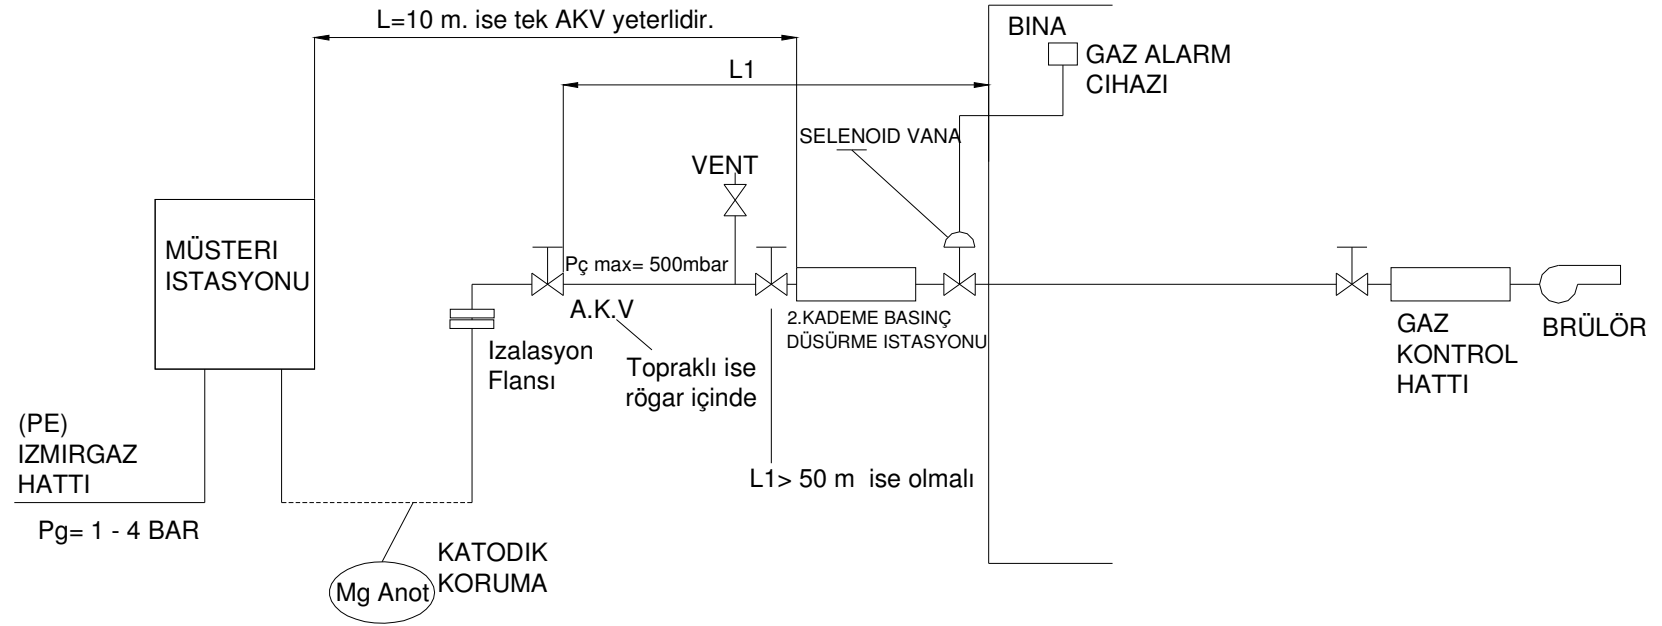 L=10 m. ise tek AKV yeterlidir.
BINA
GAZ ALARM
CIHAZI
L1
SELENOID VANA
VENT
MÜSTERI
ISTASYONU
Pç max= 500mbar
A.K.V
2.KADEME BASINÇ
DÜSÜRME ISTASYONU
GAZ
KONTROL
HATTI
BRÜLÖR
Izalasyon
Flansı
Topraklı ise
rögar içinde
(PE)
IZMIRGAZ
HATTI
L1> 50 m ise olmalı
Pg= 1 - 4 BAR
KATODIK
KORUMA
Mg Anot